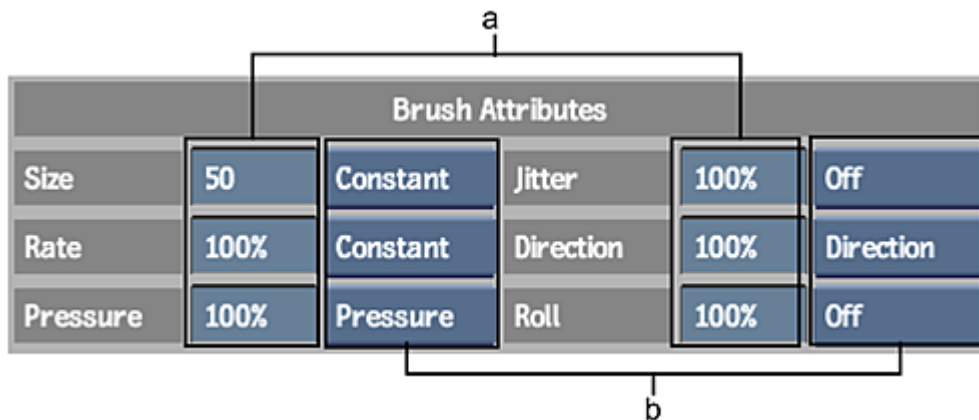 a
Brush Attributes
Size 50 Constant Jitter 100% Off
Rate 100% Constant Direction 100% Direction
Pressure 100% Pressure Roll 100% Off
b